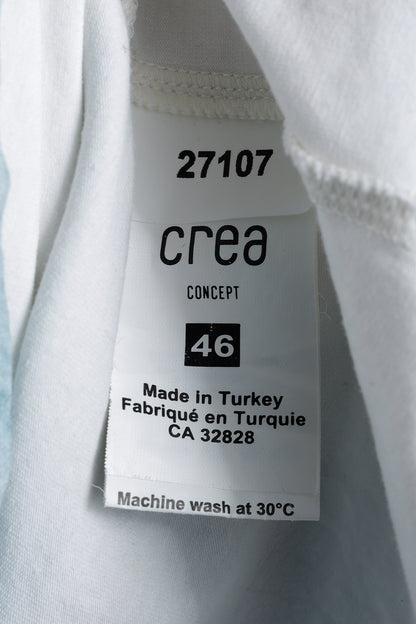 27107
crea
CONCEPT
46
Made in Turkey
Fabriqué en Turquie
CA 32828
Machine wash at 30°C